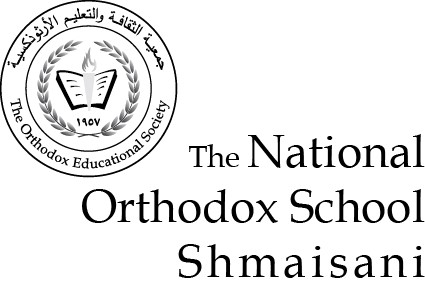 جمعية الثقافة والتعليم الأرثوذكسية
١٩٥٧
The Orthodox Educational Society
The National
Orthodox School
Shmaisani